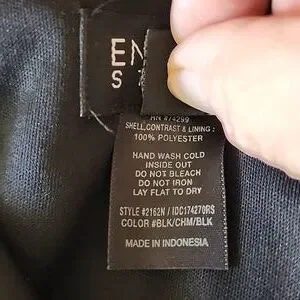 EN
S
RN #74299
SHELL, CONTRAST & LINING :
100% POLYESTER
HAND WASH COLD
INSIDE OUT
DO NOT BLEACH
DO NOT IRON
LAY FLAT TO DRY
STYLE #2162N / IDC174270RS
COLOR #BLK/CHM/BLK
MADE IN INDONESIA